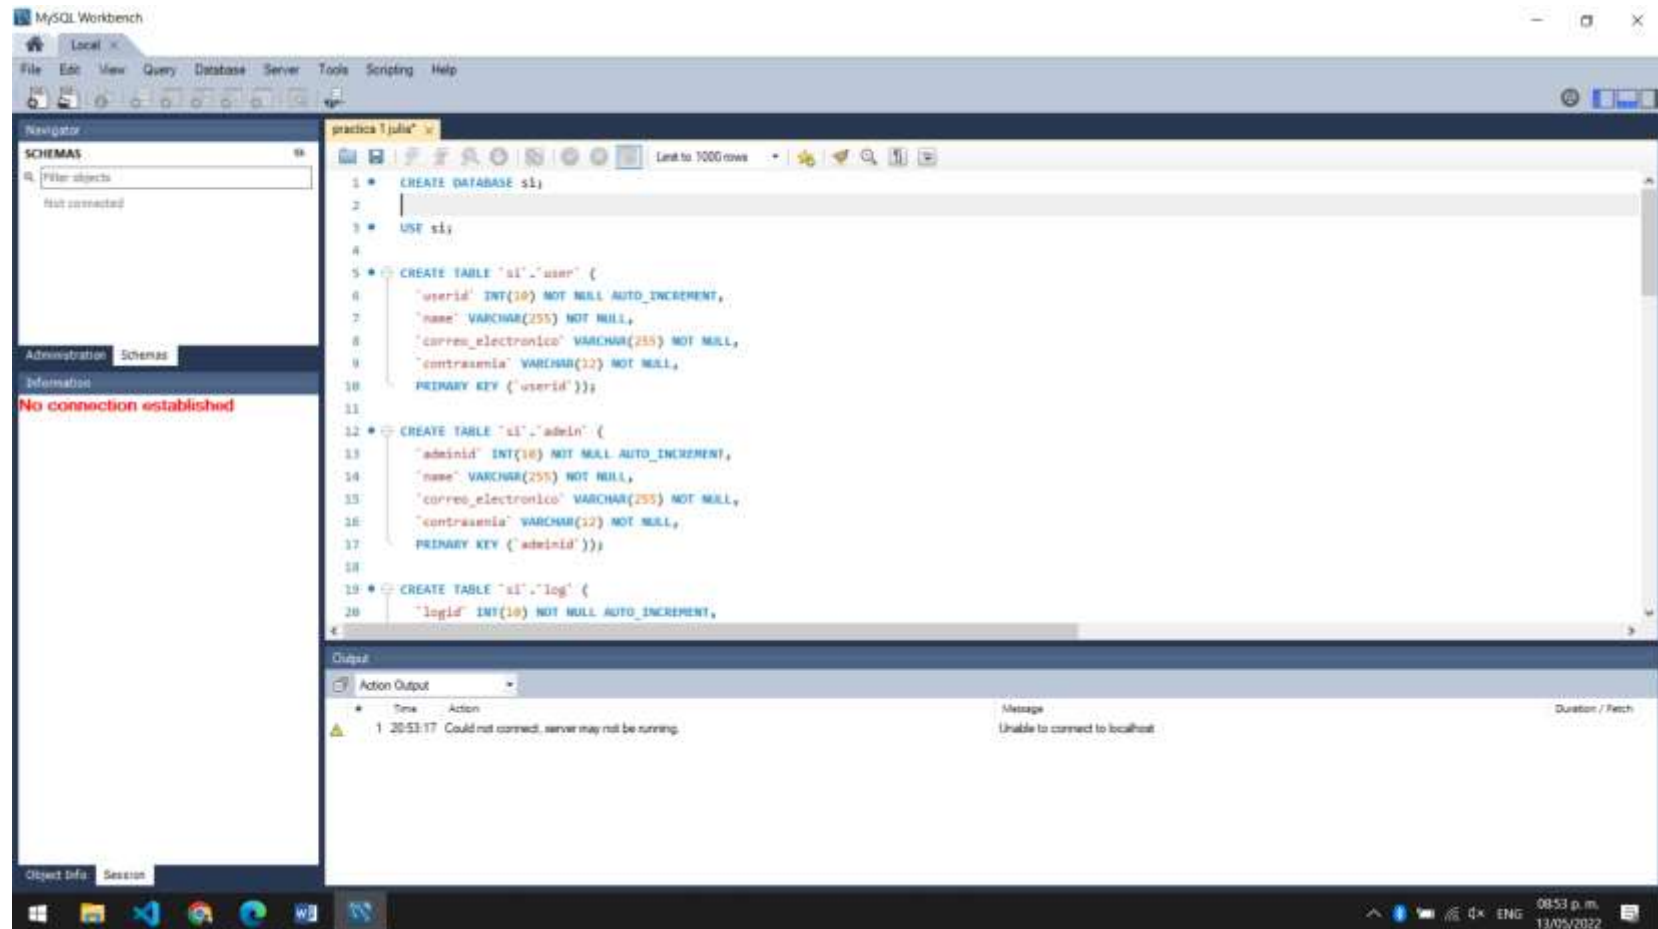 MySQL Workbench
Local
File Edit View Query Database Server Tools Scripting Help
Navigator
SCHEMAS
Filter objects
Not connected
Administration Schemas
Information
No connection established
Object Info Session
practica 1 julia*
Limit to 1000 rows
1 CREATE DATABASE si;
2
3 USE si;
4
5 CREATE TABLE `si`.`user` (
6 `userid` INT(10) NOT NULL AUTO_INCREMENT,
7 `name` VARCHAR(255) NOT NULL,
8 `correo_electronico` VARCHAR(255) NOT NULL,
9 `contrasenia` VARCHAR(12) NOT NULL,
10 PRIMARY KEY (`userid`));
11
12 CREATE TABLE `si`.`admin` (
13 `adminid` INT(10) NOT NULL AUTO_INCREMENT,
14 `name` VARCHAR(255) NOT NULL,
15 `correo_electronico` VARCHAR(255) NOT NULL,
16 `contrasenia` VARCHAR(12) NOT NULL,
17 PRIMARY KEY (`adminid`));
18
19 CREATE TABLE `si`.`log` (
20 `logid` INT(10) NOT NULL AUTO_INCREMENT,
Output
Action Output
# Time Action Message Duration / Fetch
1 20:53:17 Could not connect, server may not be running. Unable to connect to localhost
ENG
08:53 p. m.
13/05/2022